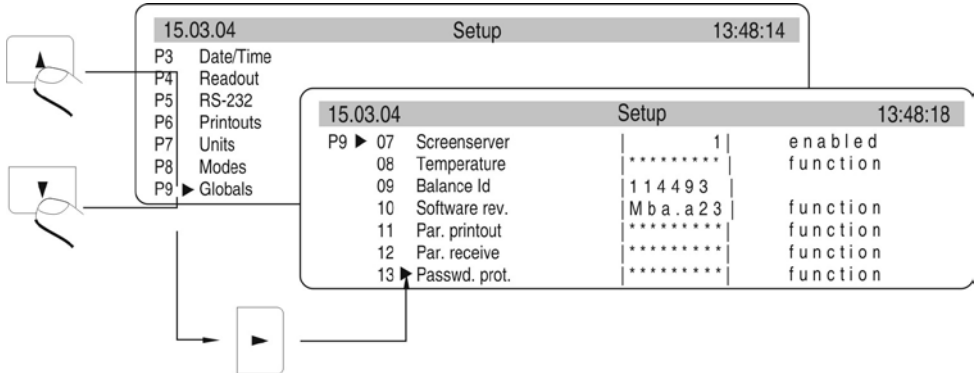 15.03.04 Setup 13:48:14
P3 Date/Time
P4 Readout
P5 RS-232
P6 Printouts
P7 Units
P8 Modes
P9 ► Globals
15.03.04 Setup 13:48:18
P9 ► 07 Screenserver | 1| enabled
08 Temperature |* * * * * * * * * | function
09 Balance Id |114493 |
10 Software rev. |Mba.a23 | function
11 Par. printout |* * * * * * * * *| function
12 Par. receive |* * * * * * * * *| function
13 ► Passwd. prot. |* * * * * * * * *| function